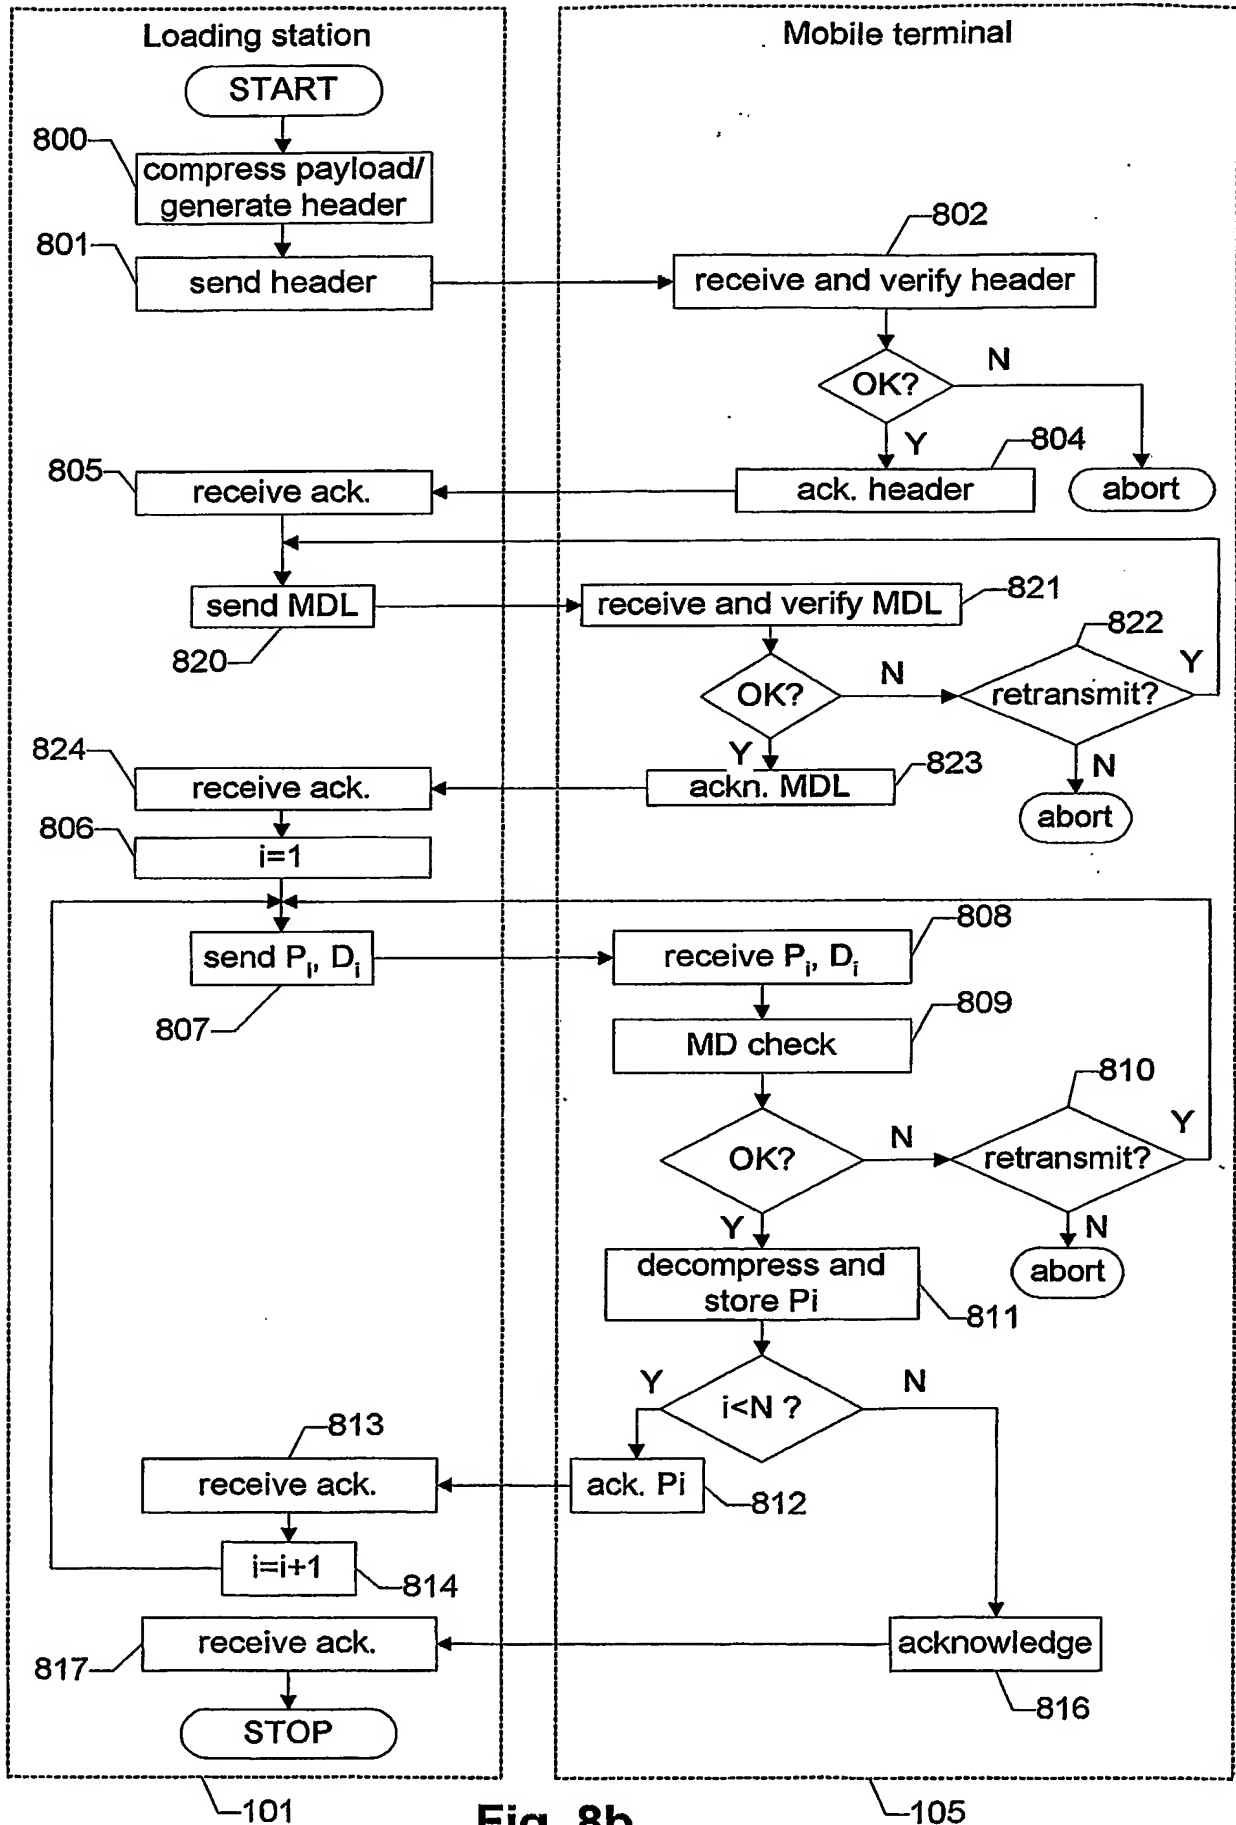 Loading station
Mobile terminal
START
800
compress payload/
generate header
802
801
send header
receive and verify header
OK?
N
Y
804
805
receive ack.
ack. header
abort
send MDL
receive and verify MDL
821
822
820
OK?
N
retransmit?
Y
824
Y
823
N
receive ack.
ackn. MDL
abort
806
i=1
808
send Pi, Di
receive Pi, Di
807
809
MD check
810
OK?
N
retransmit?
Y
Y
N
decompress and
store Pi
abort
811
Y
i<N ?
N
813
receive ack.
ack. Pi
812
i=i+1
814
receive ack.
acknowledge
817
816
STOP
101
Fig. 8b
105